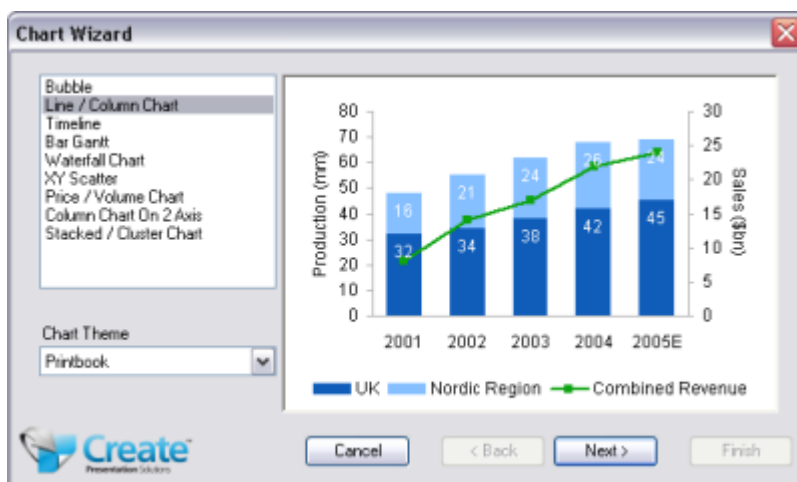 Chart Wizard
Bubble
Line / Column Chart
Timeline
Bar Gantt
Waterfall Chart
XY Scatter
Price / Volume Chart
Column Chart On 2 Axis
Stacked / Cluster Chart
Chart Theme
Printbook
Create™
Presentation Solutions
Production (mm)
80
70
60
50
40
30
20
10
0
16 21 24 26 24
32 34 38 42 45
30
25
20
15
10
5
0
Sales ($bn)
2001 2002 2003 2004 2005E
UK Nordic Region Combined Revenue
Cancel < Back Next > Finish